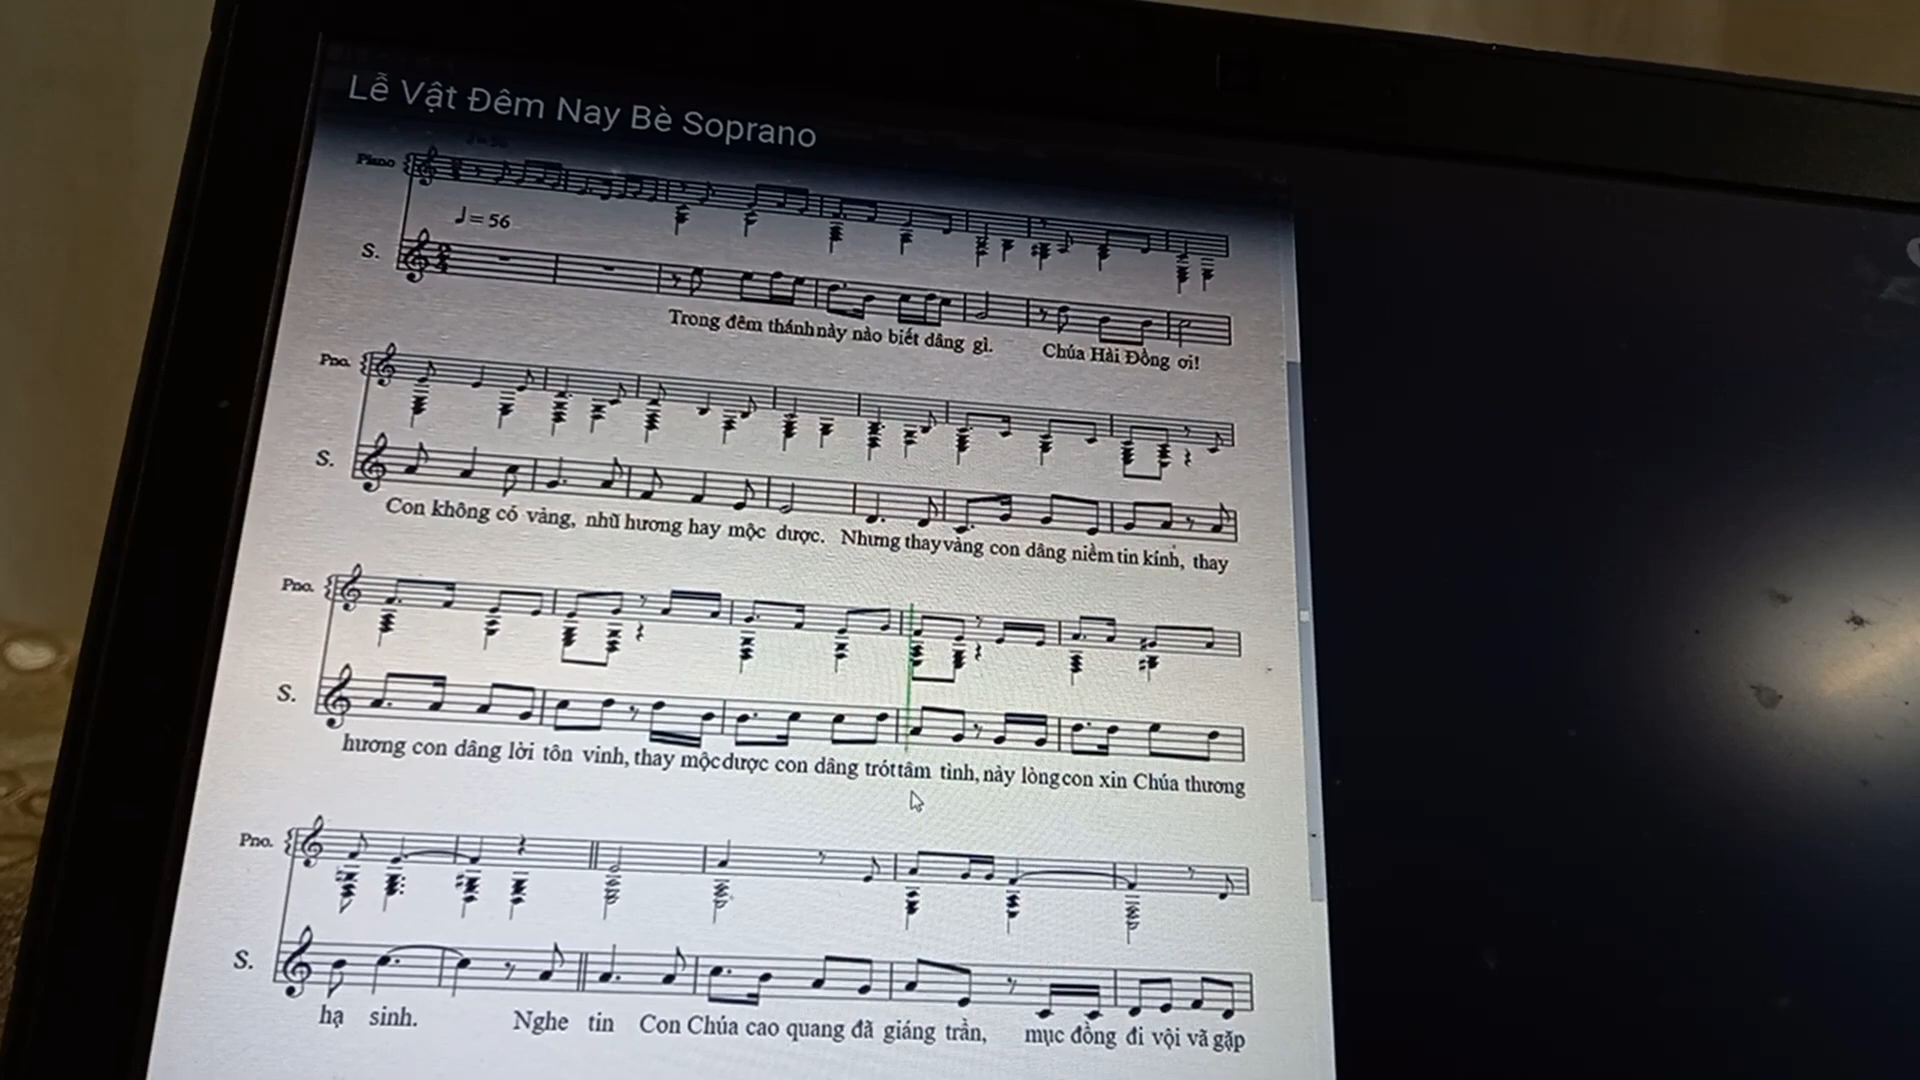 Lễ Vật Đêm Nay Bè Soprano
Piano
♩= 56
S.
Trong đêm thánh này nào biết dâng gì. Chúa Hài Đồng ơi!
Pno.
S.
Con không có vàng, nhũ hương hay mộc dược. Nhưng thay vàng con dâng niềm tin kính, thay
Pno.
S.
hương con dâng lời tôn vinh, thay mộc dược con dâng trót tâm tình, này lòng con xin Chúa thương
Pno.
S.
hạ sinh. Nghe tin Con Chúa cao quang đã giáng trần, mục đồng đi vội vã gặp